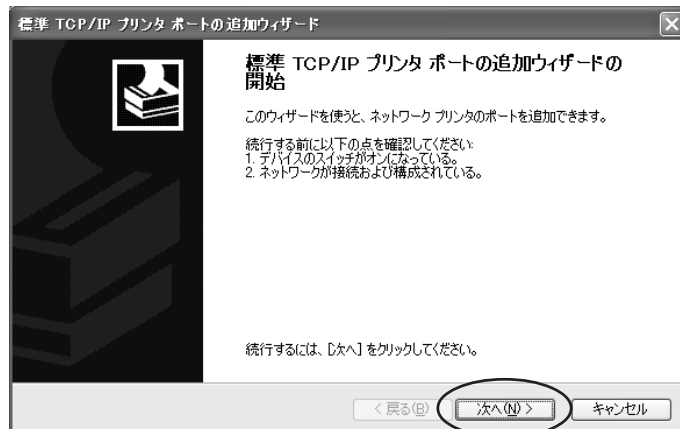 標準 TCP/IP プリンタ ポートの追加ウィザード
標準 TCP/IP プリンタ ポートの追加ウィザードの
開始
このウィザードを使うと、ネットワーク プリンタのポートを追加できます。
続行する前に以下の点を確認してください:
1. デバイスのスイッチがオンになっている。
2. ネットワークが接続および構成されている。
続行するには、[次へ] をクリックしてください。
< 戻る(B)
次へ(N) >
キャンセル